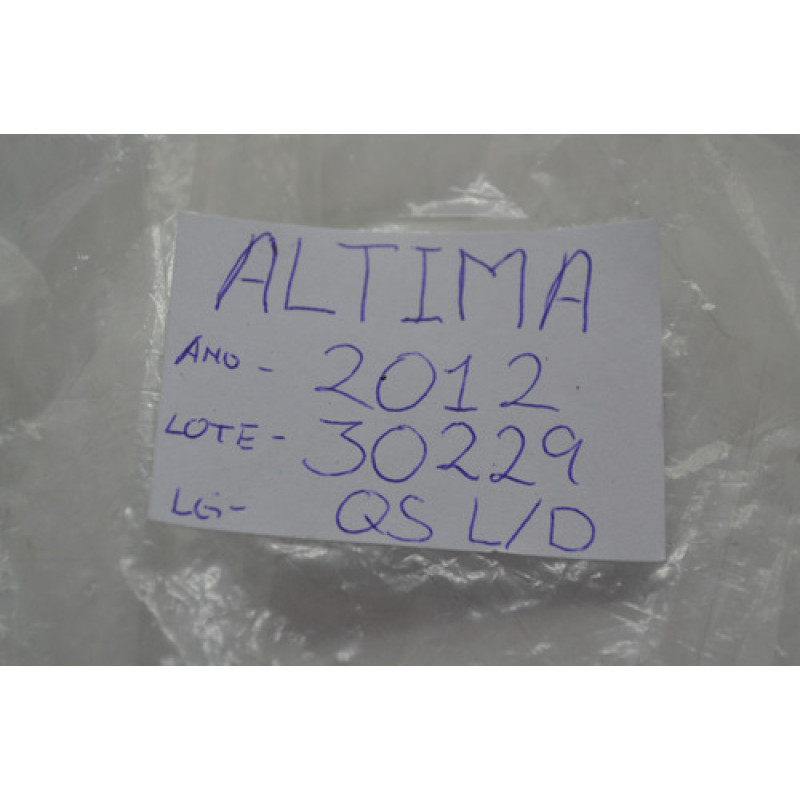 ALTIMA
ANO - 2012
LOTE - 30229
LG- QS L/D